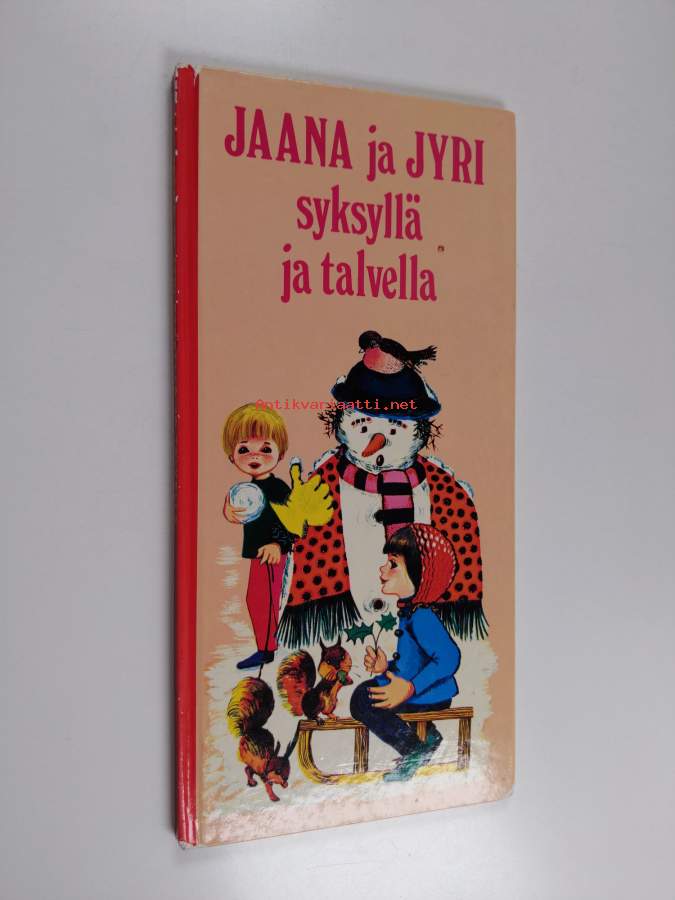 JAANA ja JYRI
syksyllä
ja talvella
Antikvariaatti.net